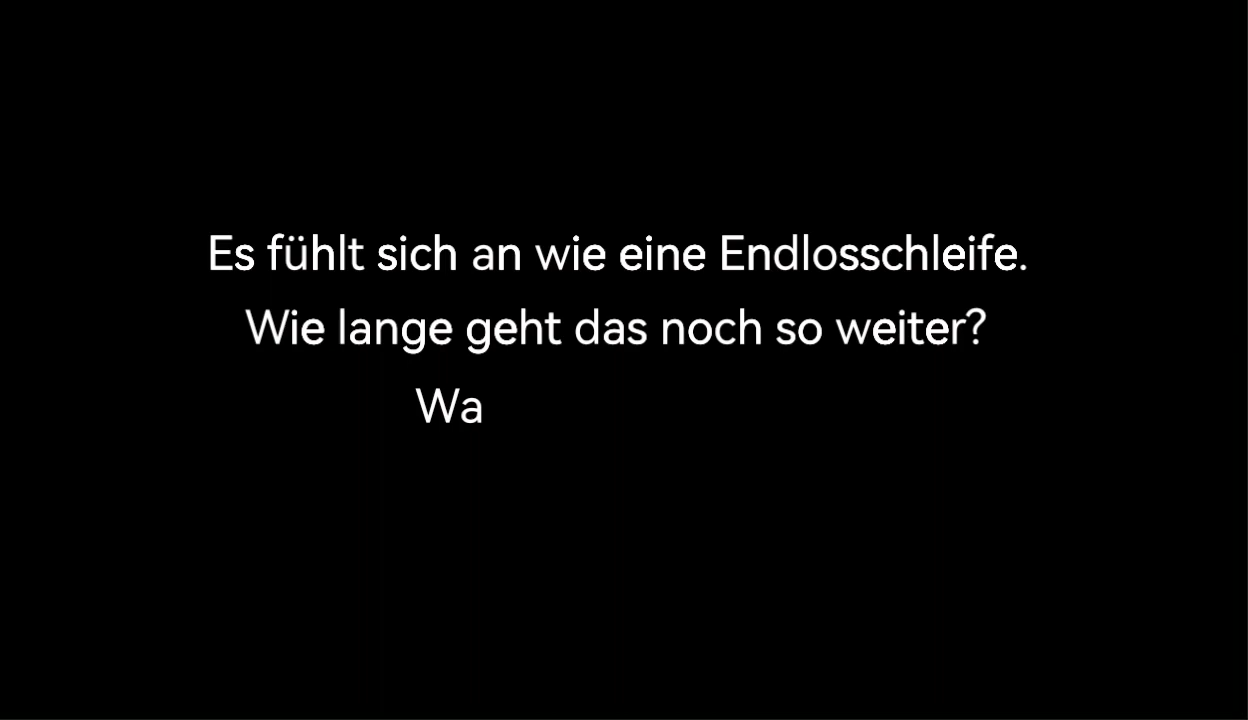 Es fühlt sich an wie eine Endlosschleife.
Wie lange geht das noch so weiter?
Wa